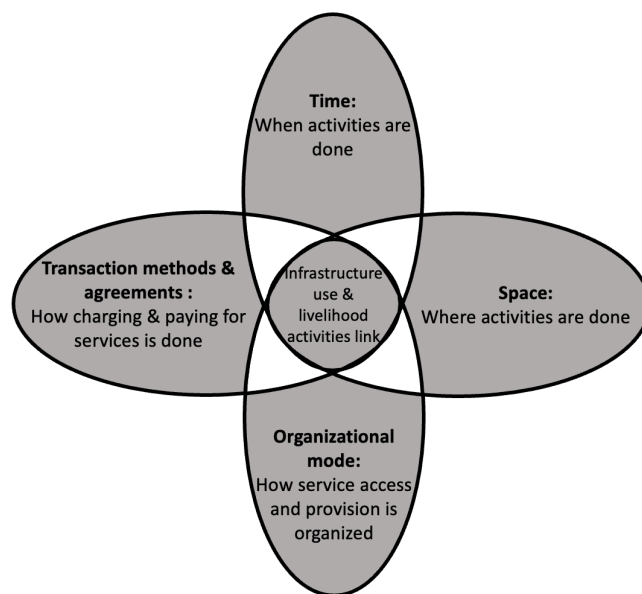 Time:
When activities are
done
Transaction methods &
agreements :
How charging & paying for
services is done
Infrastructure
use &
livelihood
activities link
Space:
Where activities are done
Organizational
mode:
How service access
and provision is
organized